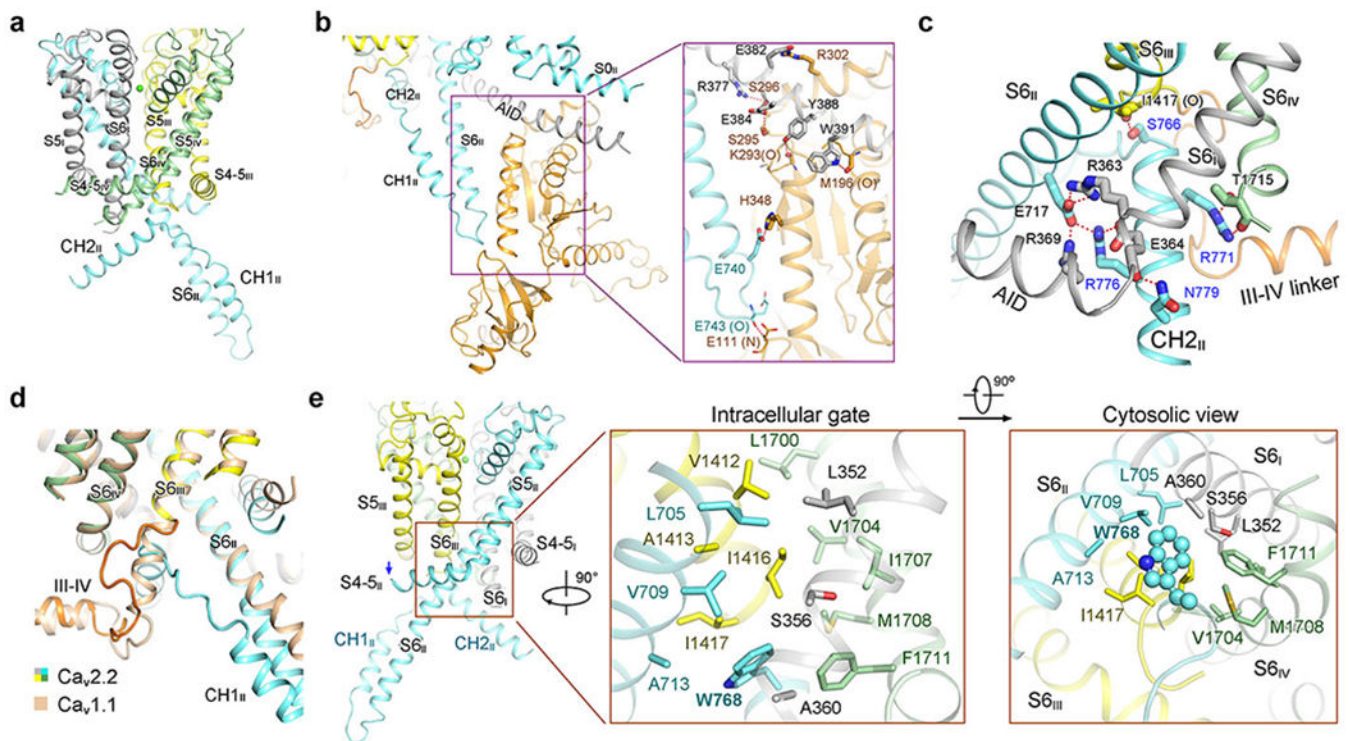 a
S5I
S6I
S5III
S5IV
S6IV
S4-5IV
S4-5III
CH2II
CH1II
S6II
b
S0II
CH2II
AID
S6II
CH1II
E382
R302
R377
S296
Y388
E384
W391
S295
K293(O)
M196 (O)
H348
E740
E743 (O)
E111 (N)
c
S6III
S6II
I1417 (O)
S6IV
S766
S6I
R363
T1715
E717
R369
E364
R771
AID
R776
N779
III-IV linker
CH2II
d
S6IV
S6III
S6II
III-IV
CH1II
Cav2.2
Cav1.1
e
S5III
S5II
S6III
S4-5I
S4-5II
S6I
CH1II
CH2II
S6II
90°
Intracellular gate
L1700
V1412
L352
L705
V1704
A1413
I1416
I1707
V709
S356
M1708
I1417
F1711
A713
W768
A360
90°
Cytosolic view
S6I
A360
L705
S6II
S356
V709
L352
W768
F1711
A713
I1417
M1708
V1704
S6IV
S6III